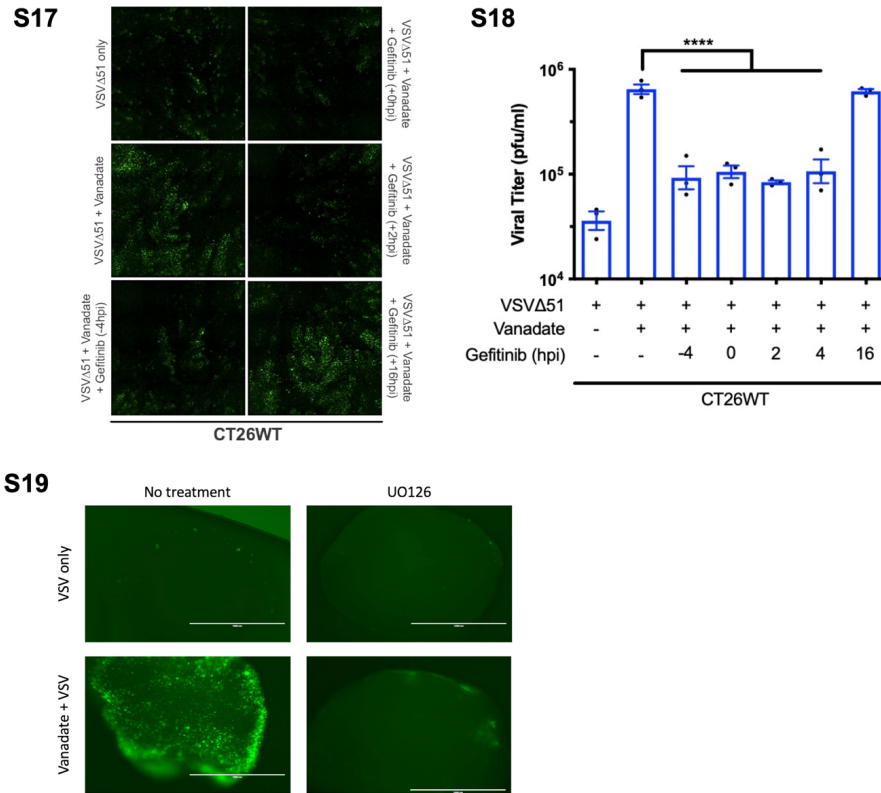 S17
VSVΔ51 only
VSVΔ51 + Vanadate
+ Gefitinib (+0hpi)
VSVΔ51 + Vanadate
VSVΔ51 + Vanadate
+ Gefitinib (+2hpi)
VSVΔ51 + Vanadate
+ Gefitinib (-4hpi)
VSVΔ51 + Vanadate
+ Gefitinib (+16hpi)
CT26WT
S18
****
Viral Titer (pfu/ml)
10⁶
10⁵
10⁴
VSVΔ51 + + + + + + +
Vanadate - + + + + + +
Gefitinib (hpi) - - -4 0 2 4 16
CT26WT
S19
No treatment UO126
VSV only
Vanadate + VSV